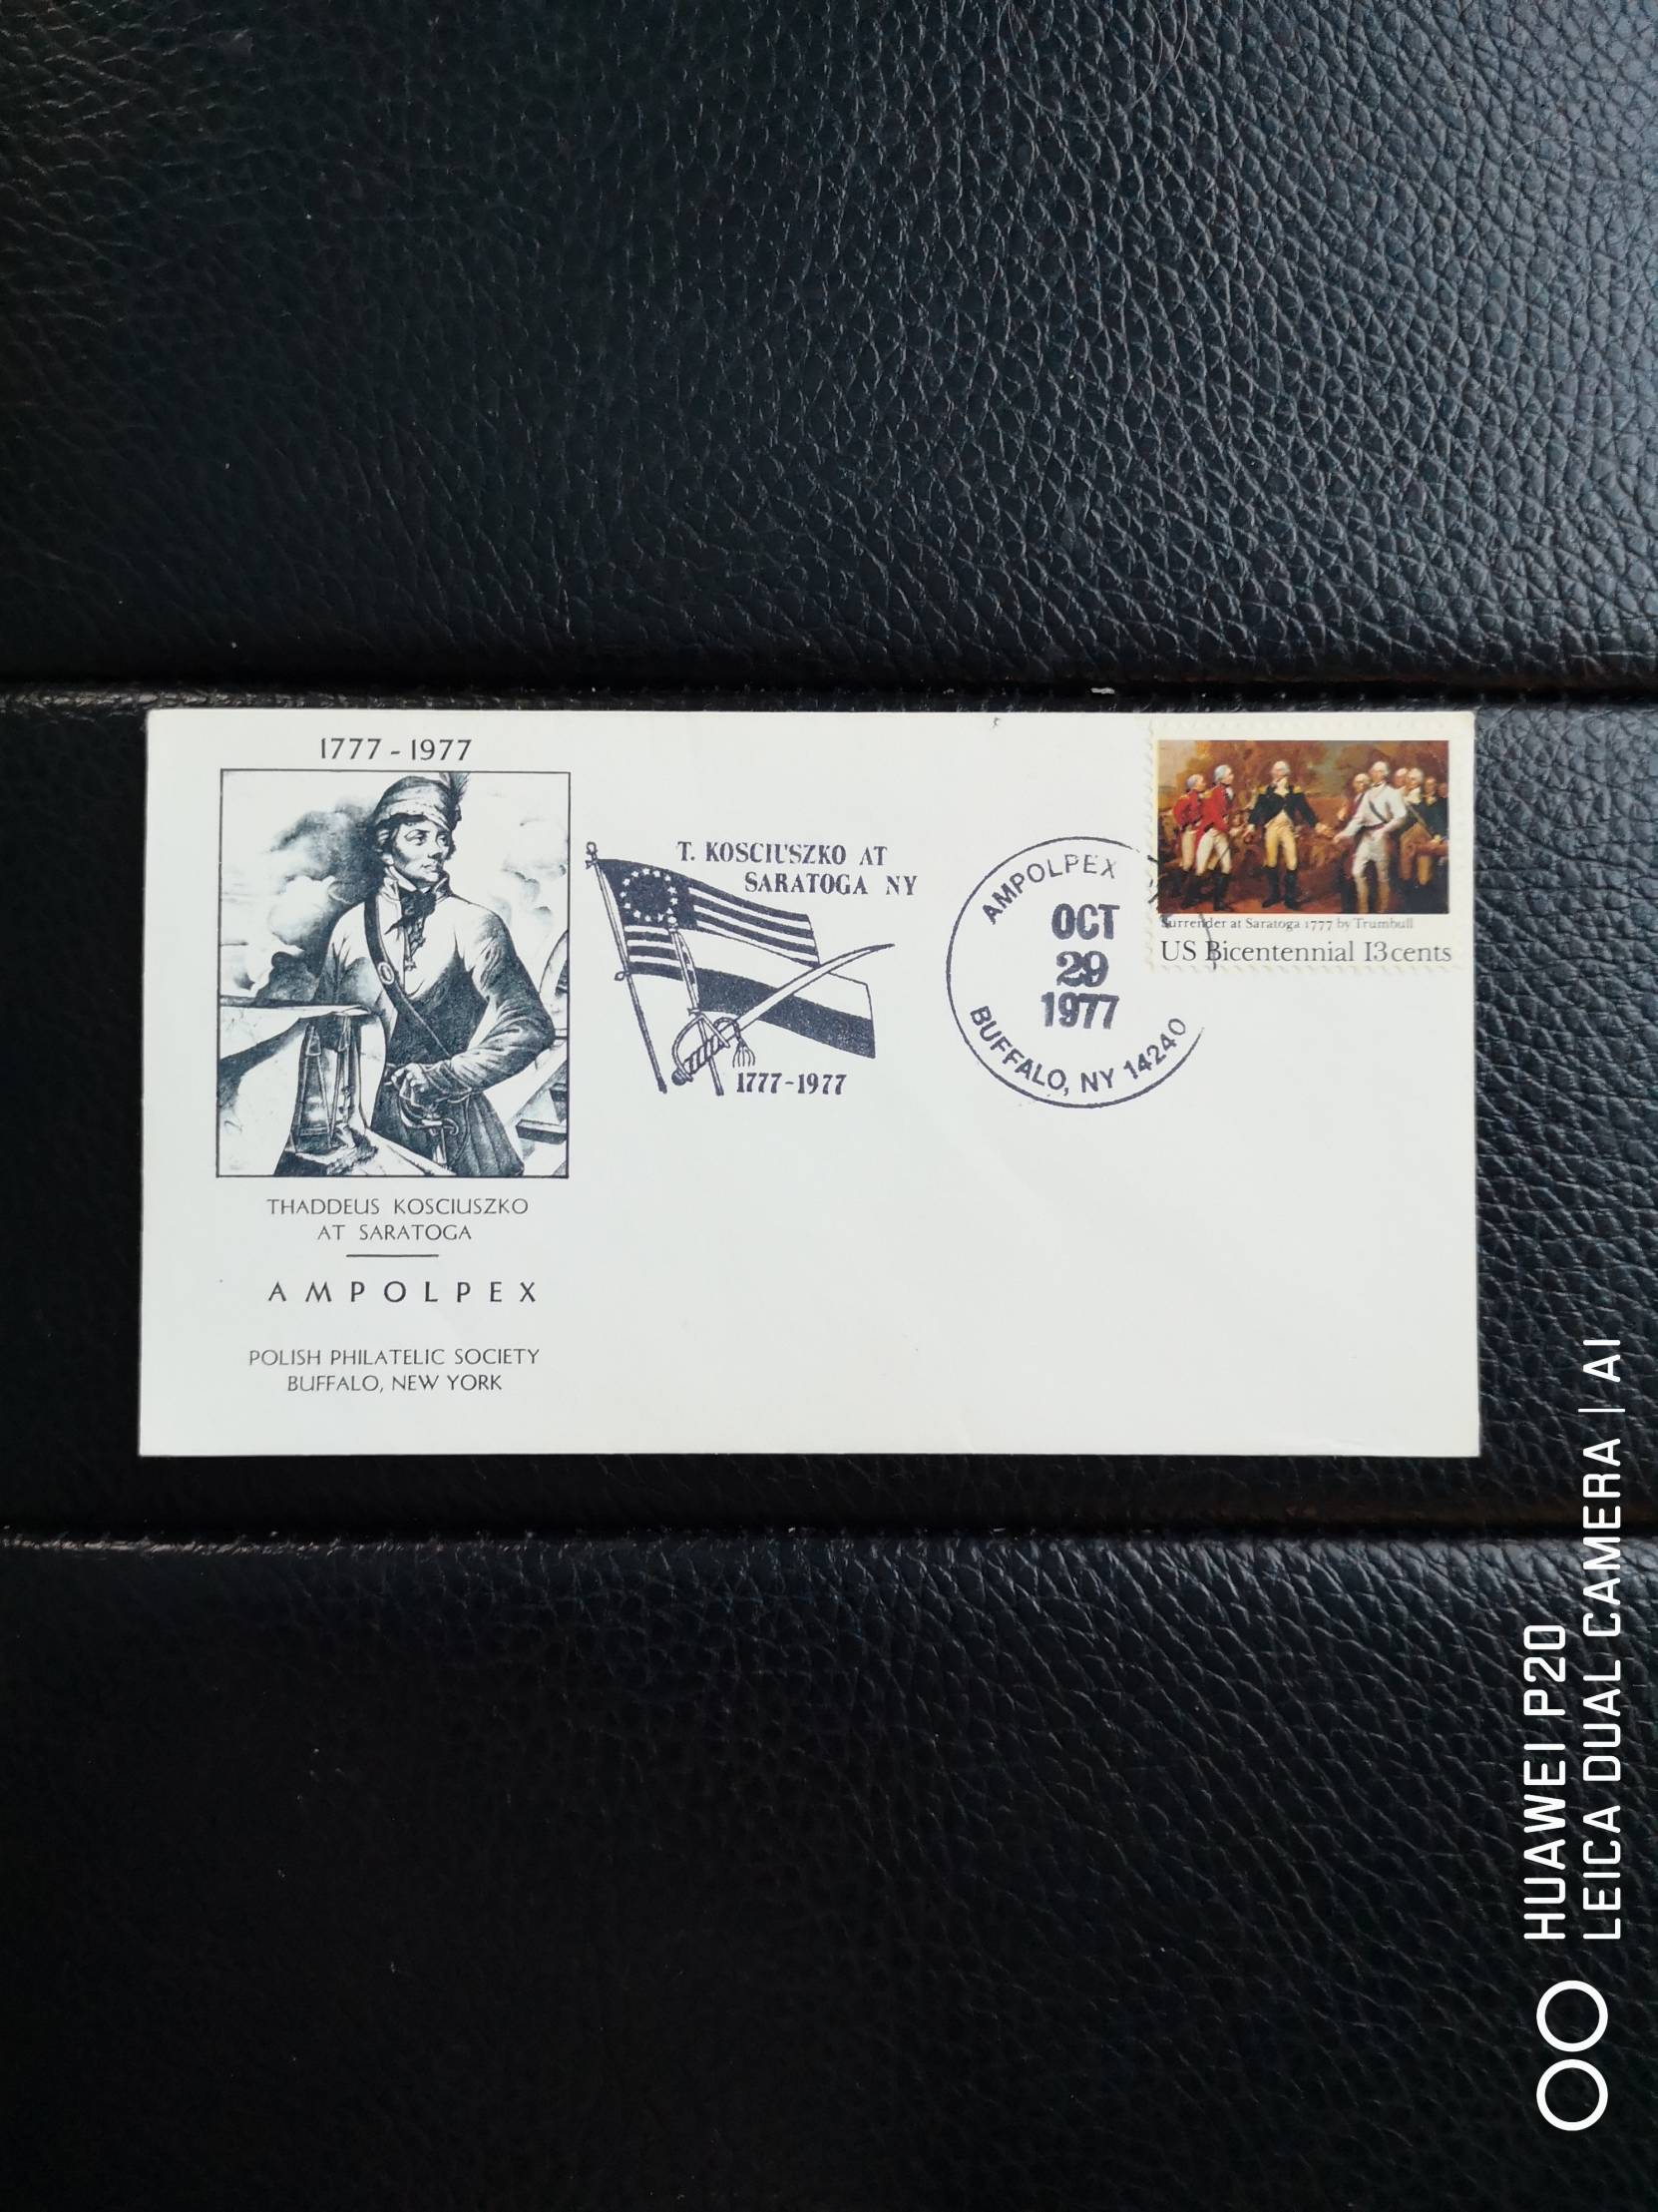 1777 - 1977
THADDEUS KOSCIUSZKO
AT SARATOGA
AMPOLPEX
POLISH PHILATELIC SOCIETY
BUFFALO, NEW YORK
T. KOSCIUSZKO AT
SARATOGA NY
1777-1977
AMPOLPEX
OCT
29
1977
BUFFALO, NY 14240
Surrender at Saratoga 1777 by Trumbull
US Bicentennial 13cents
HUAWEI P20
LEICA DUAL CAMERA | AI